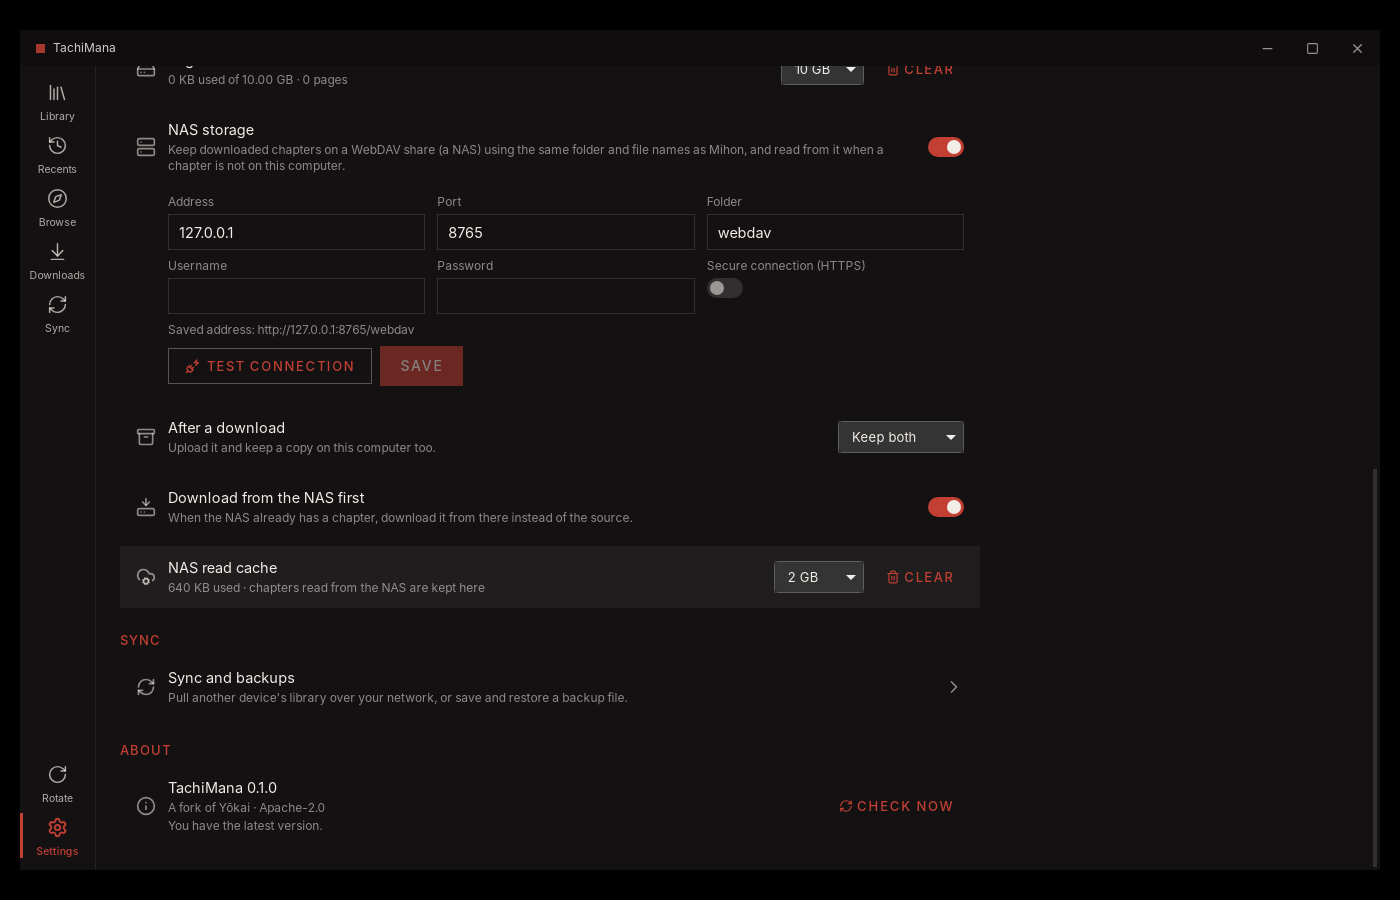 TachiMana
0 KB used of 10.00 GB · 0 pages
10 GB
CLEAR
Library
Recents
Browse
Downloads
Sync
NAS storage
Keep downloaded chapters on a WebDAV share (a NAS) using the same folder and file names as Mihon, and read from it when a
chapter is not on this computer.
Address
Port
Folder
127.0.0.1
8765
webdav
Username
Password
Secure connection (HTTPS)
Saved address: http://127.0.0.1:8765/webdav
TEST CONNECTION
SAVE
After a download
Upload it and keep a copy on this computer too.
Keep both
Download from the NAS first
When the NAS already has a chapter, download it from there instead of the source.
NAS read cache
640 KB used · chapters read from the NAS are kept here
2 GB
CLEAR
SYNC
Sync and backups
Pull another device's library over your network, or save and restore a backup file.
ABOUT
TachiMana 0.1.0
A fork of Yōkai · Apache-2.0
You have the latest version.
CHECK NOW
Rotate
Settings